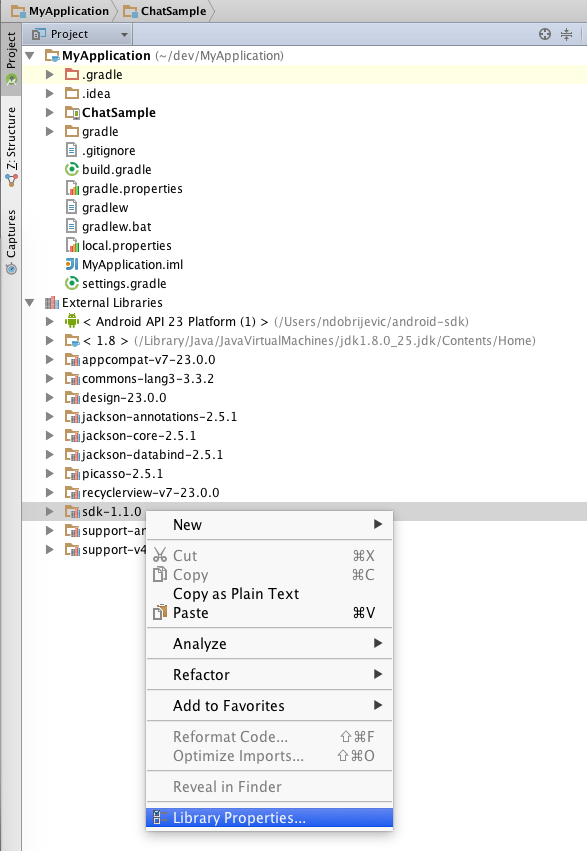 MyApplication ChatSample
Project
Project
Z: Structure
Captures
MyApplication (~/dev/MyApplication)
.gradle
.idea
ChatSample
gradle
.gitignore
build.gradle
gradle.properties
gradlew
gradlew.bat
local.properties
MyApplication.iml
settings.gradle
External Libraries
< Android API 23 Platform (1) > (/Users/ndobrijevic/android-sdk)
< 1.8 > (/Library/Java/JavaVirtualMachines/jdk1.8.0_25.jdk/Contents/Home)
appcompat-v7-23.0.0
commons-lang3-3.3.2
design-23.0.0
jackson-annotations-2.5.1
jackson-core-2.5.1
jackson-databind-2.5.1
picasso-2.5.1
recyclerview-v7-23.0.0
sdk-1.1.0
support-an
support-v4
New
Cut ⌘X
Copy ⌘C
Copy as Plain Text
Paste ⌘V
Analyze
Refactor
Add to Favorites
Reformat Code... ⇧⌘F
Optimize Imports... ⇧⌘O
Reveal in Finder
Library Properties...